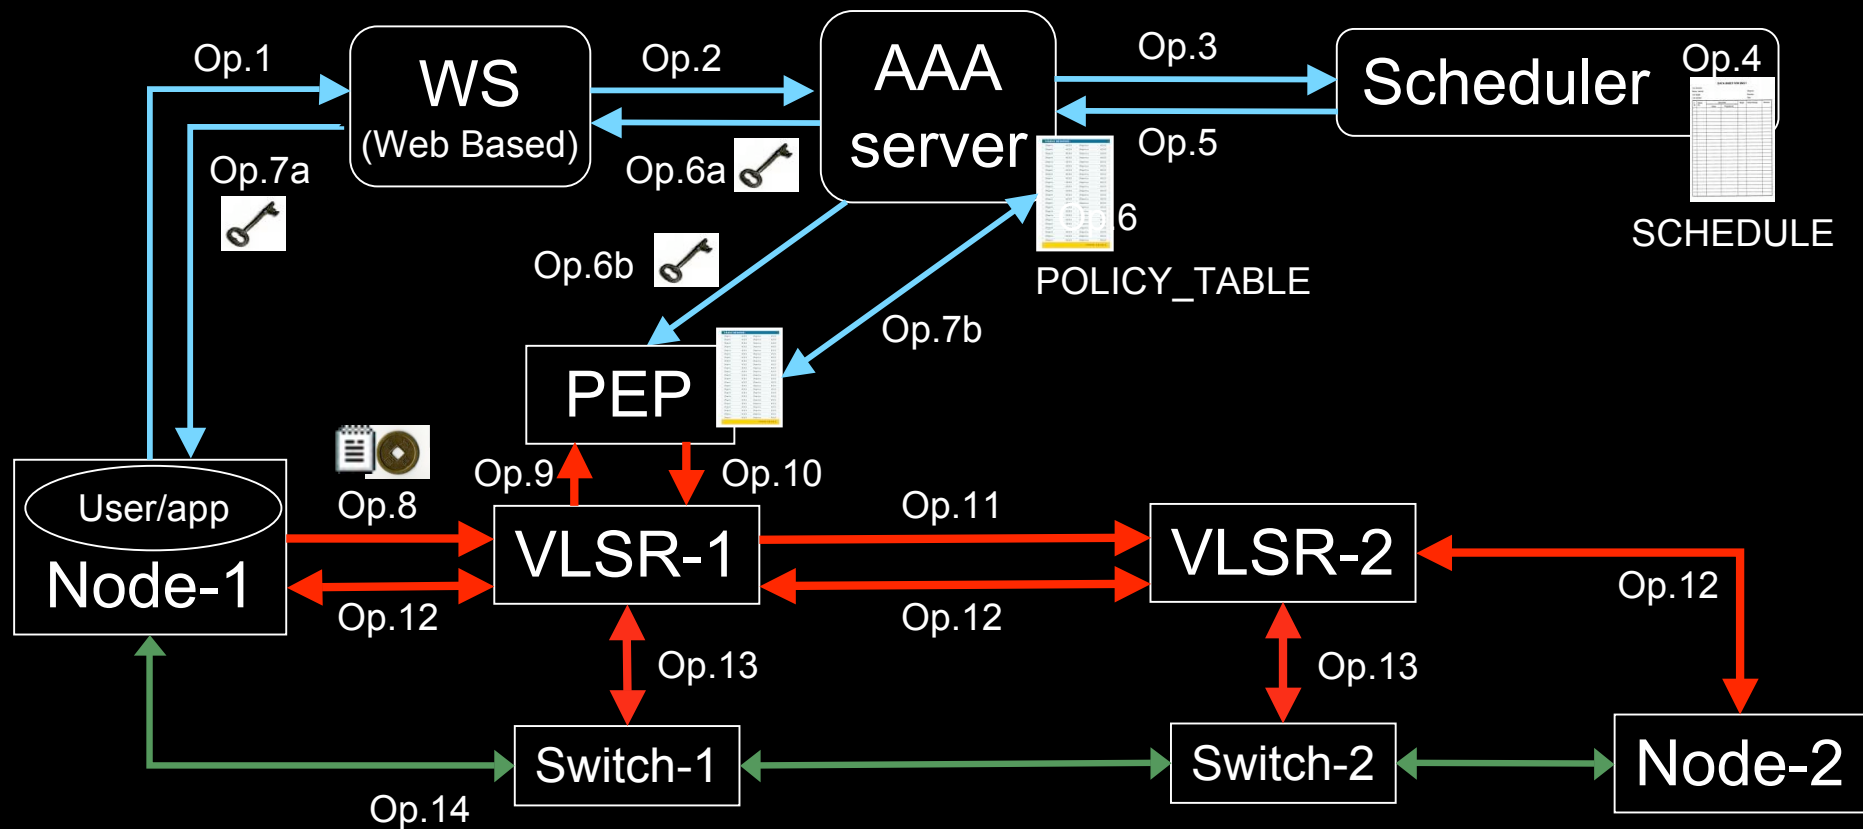 Op.1
WS
(Web Based)
Op.2
AAA
server
Op.3
Scheduler
Op.4
Op.5
Op.7a
Op.6a
Op.6
SCHEDULE
Op.6b
POLICY_TABLE
Op.7b
PEP
Op.9
Op.10
User/app
Node-1
Op.8
VLSR-1
Op.11
VLSR-2
Op.12
Op.12
Op.12
Op.13
Op.13
Switch-1
Switch-2
Node-2
Op.14